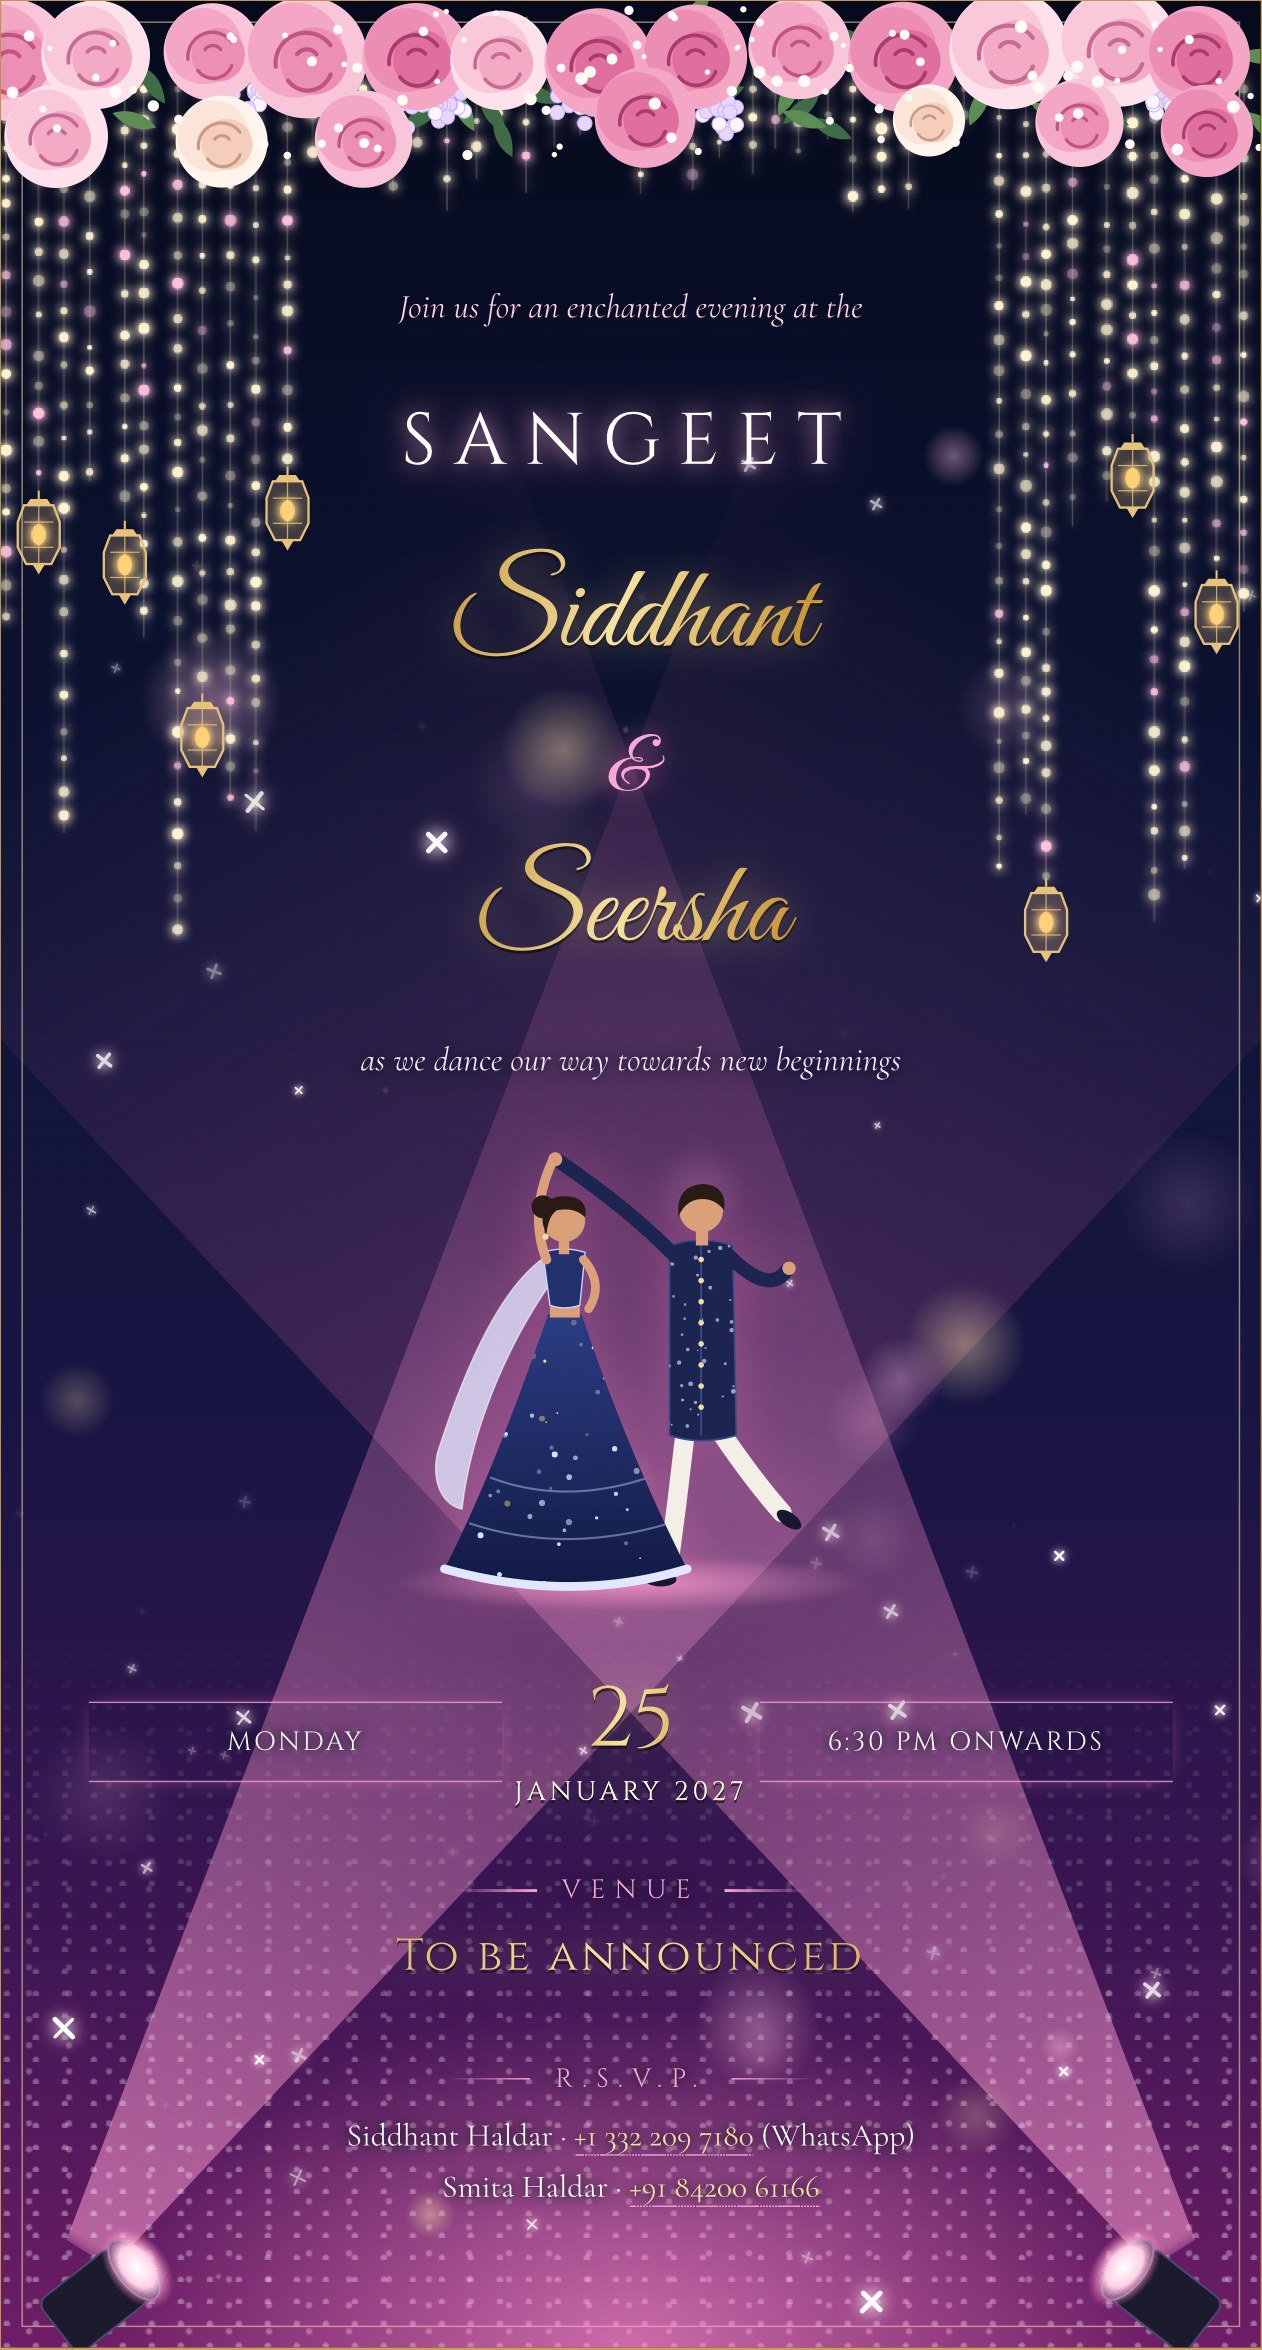 Join us for an enchanted evening at the
SANGEET
Siddhant
&
Seersha
as we dance our way towards new beginnings
MONDAY
25
JANUARY 2027
6:30 PM ONWARDS
VENUE
TO BE ANNOUNCED
R.S.V.P.
Siddhant Haldar · +1 332 209 7180 (WhatsApp)
Smita Haldar · +91 84200 61166